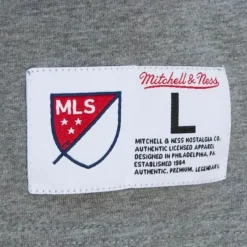 Mitchell & Ness
MLS
L
MITCHELL & NESS NOSTALGIA CO.
AUTHENTIC LICENSED APPAREL
DESIGNED IN PHILADELPHIA, PA
ESTABLISHED 1904
AUTHENTIC, PREMIUM, LEGENDARY.